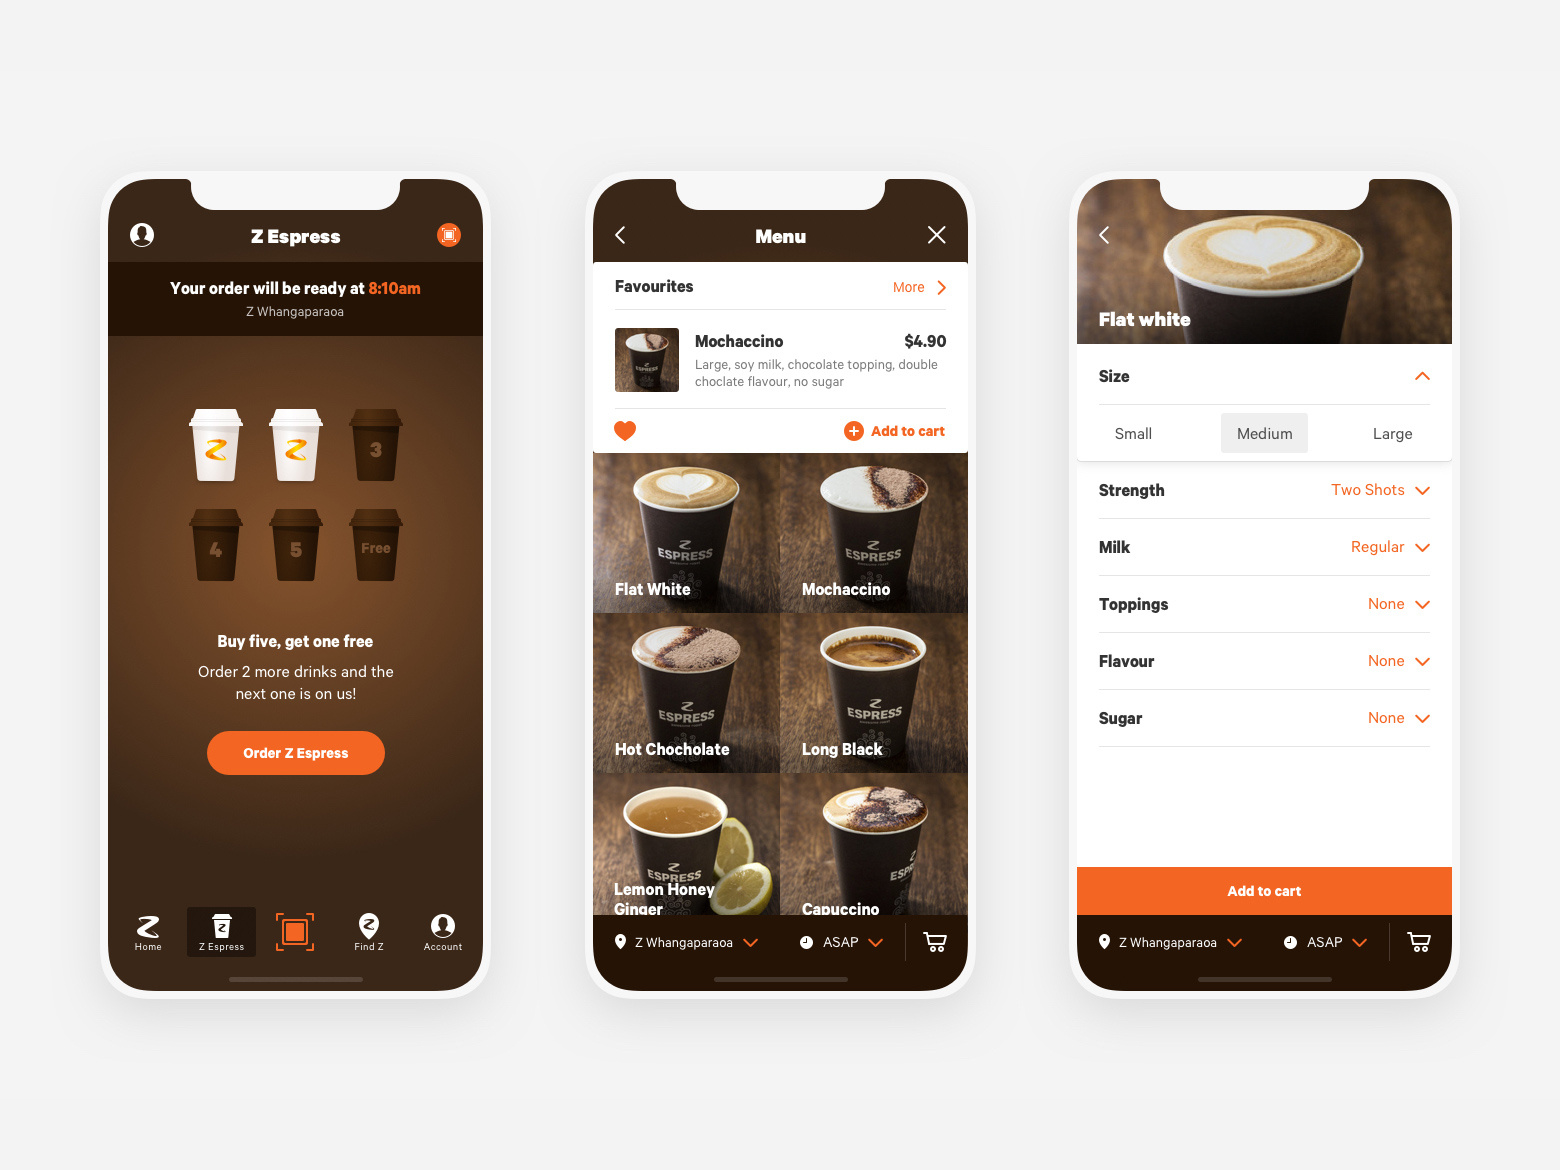 Z Espress
Your order will be ready at 8:10am
Z Whangaparaoa
3
4
5
Free
Buy five, get one free
Order 2 more drinks and the
next one is on us!
Order Z Espress
Home
Z Espress
Find Z
Account
Menu
Favourites
More
Mochaccino
$4.90
Large, soy milk, chocolate topping, double
choclate flavour, no sugar
Add to cart
ESPRESS
Flat White
ESPRESS
Mochaccino
ESPRESS
Hot Chocholate
ESPRESS
Long Black
ESPRESS
Lemon Honey
Ginger
Capuccino
Z Whangaparaoa
ASAP
Flat white
Size
Small
Medium
Large
Strength
Two Shots
Milk
Regular
Toppings
None
Flavour
None
Sugar
None
Add to cart
Z Whangaparaoa
ASAP